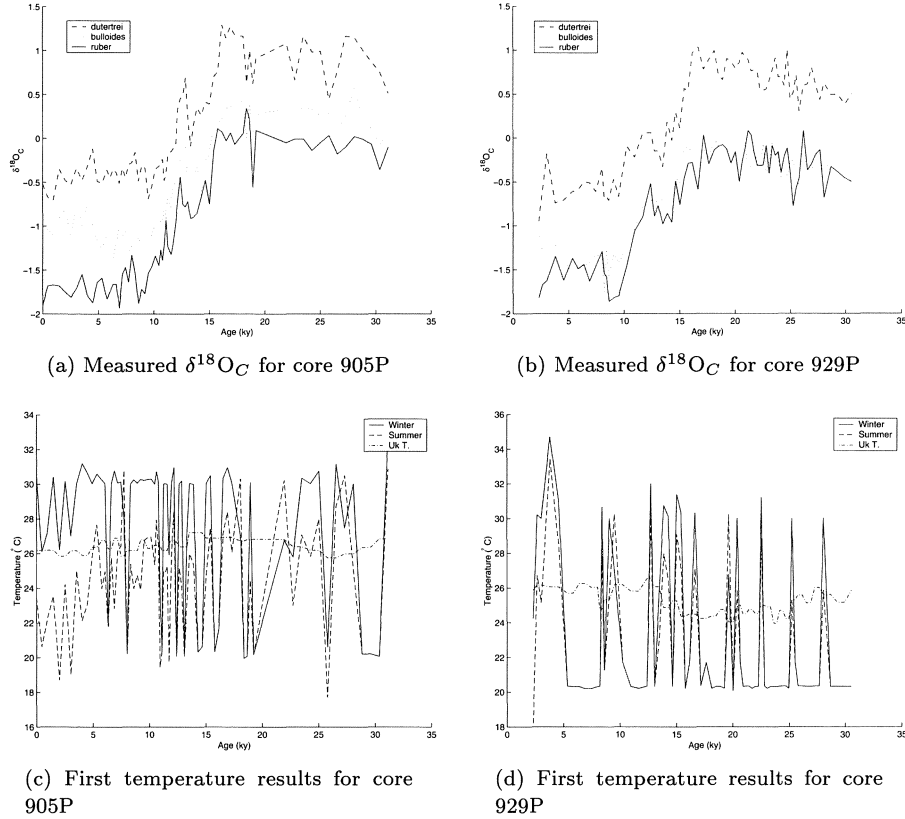 1.5
1
0.5
0
-0.5
-1
-1.5
-2
δ¹⁸O_C
dutertrei
bulloides
ruber
0
5
10
15
20
25
30
35
Age (ky)
(a) Measured δ¹⁸O_C for core 905P
1.5
1
0.5
0
-0.5
-1
-1.5
-2
δ¹⁸O_C
dutertrei
bulloides
ruber
0
5
10
15
20
25
30
35
Age (ky)
(b) Measured δ¹⁸O_C for core 929P
34
32
30
28
26
24
22
20
18
16
Temperature (°C)
Winter
Summer
Uk T.
0
5
10
15
20
25
30
35
Age (ky)
(c) First temperature results for core
905P
36
34
32
30
28
26
24
22
20
18
Temperature (°C)
Winter
Summer
Uk T.
0
5
10
15
20
25
30
35
Age (ky)
(d) First temperature results for core
929P